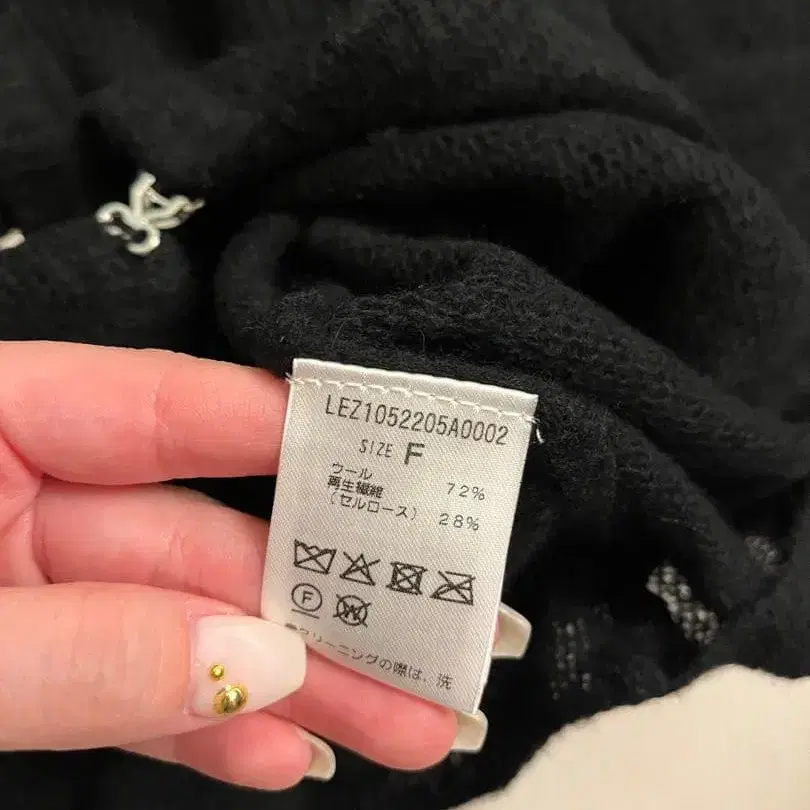 LEZ1052205A0002
SIZE F
ウール 72%
再生繊維
(セルロース) 28%
F
W
●クリーニングの際は、洗